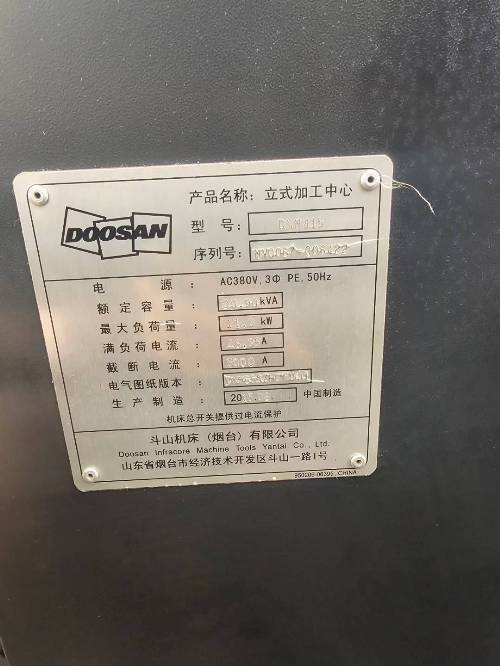 DOOSAN
产品名称: 立式加工中心
型 号:
序列号:
电 源: AC380V, 3Φ PE, 50Hz
额定容量: kVA
最大负荷量: kW
满负荷电流: A
截断电流: A
电气图纸版本:
生产制造: 20 中国制造
机床总开关提供过电流保护
斗山机床 (烟台) 有限公司
Doosan Infracore Machine Tools Yantai Co., Ltd.
山东省烟台市经济技术开发区斗山一路1号
950205-00395, CHINA